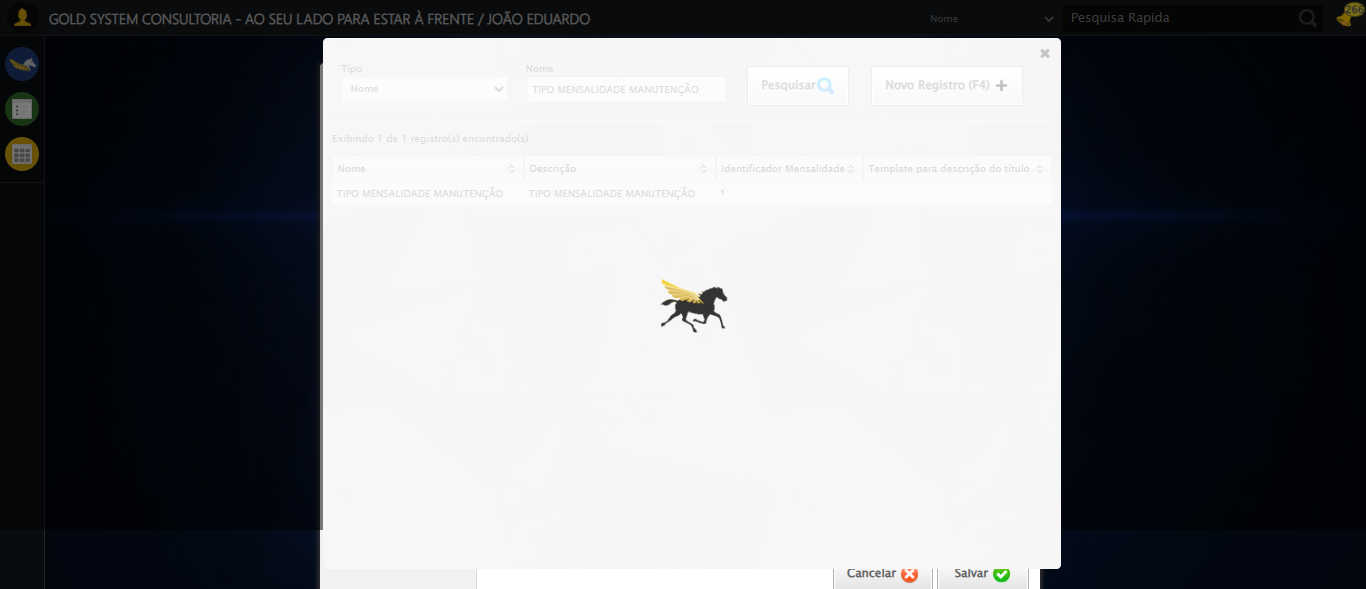 GOLD SYSTEM CONSULTORIA - AO SEU LADO PARA ESTAR À FRENTE / JOÃO EDUARDO
Nome
Pesquisa Rapida
266
Tipo
Nome
Nome
TIPO MENSALIDADE MANUTENÇÃO
Pesquisar
Novo Registro (F4)
Exibindo 1 de 1 registro(s) encontrado(s).
Nome
Descrição
Identificador Mensalidade
Template para descrição do título
TIPO MENSALIDADE MANUTENÇÃO
TIPO MENSALIDADE MANUTENÇÃO
Cancelar
Salvar